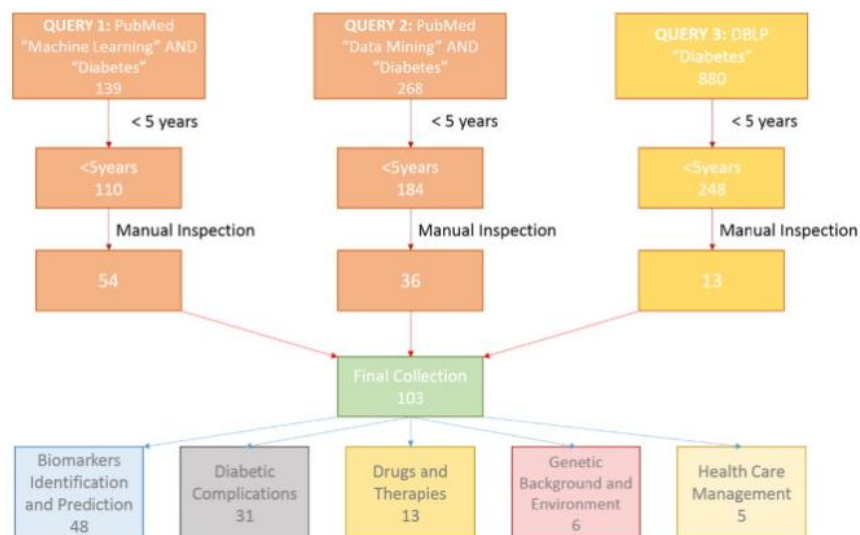 QUERY 1: PubMed
"Machine Learning" AND
"Diabetes"
139
QUERY 2: PubMed
"Data Mining" AND
"Diabetes"
268
QUERY 3: DBLP
"Diabetes"
880
< 5 years
< 5 years
< 5 years
<5years
110
<5years
184
<5years
248
Manual Inspection
Manual Inspection
Manual Inspection
54
36
13
Final Collection
103
Biomarkers
Identification
and Prediction
48
Diabetic
Complications
31
Drugs and
Therapies
13
Genetic
Background and
Environment
6
Health Care
Management
5